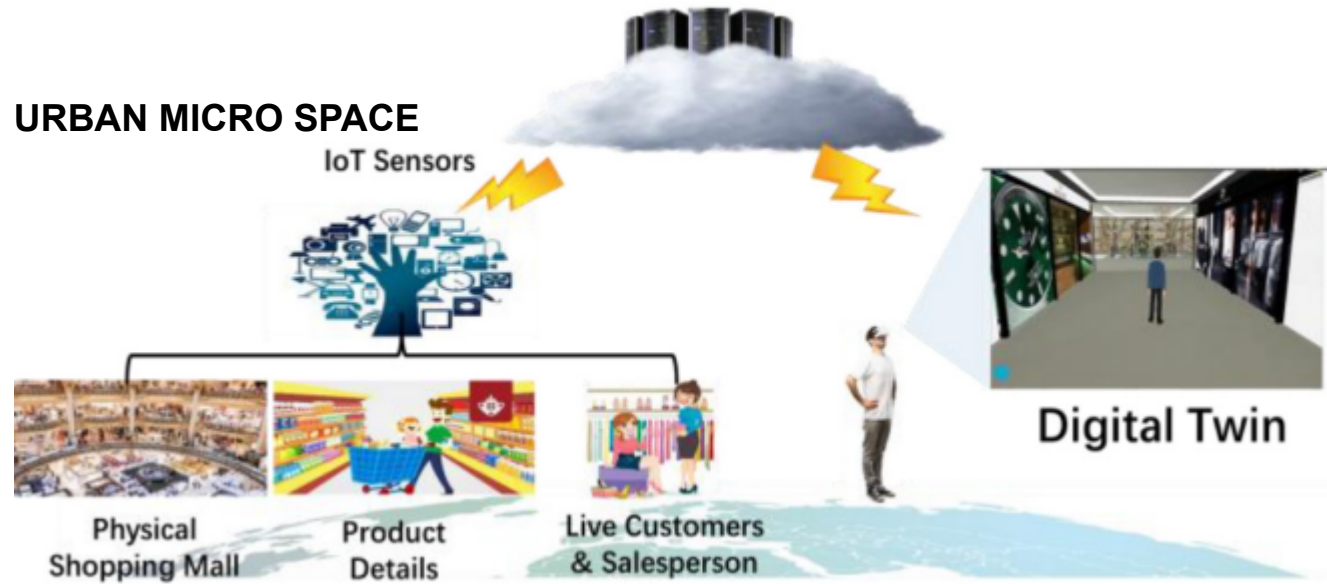 URBAN MICRO SPACE
IoT Sensors
Digital Twin
Physical
Shopping Mall
Product
Details
Live Customers
& Salesperson